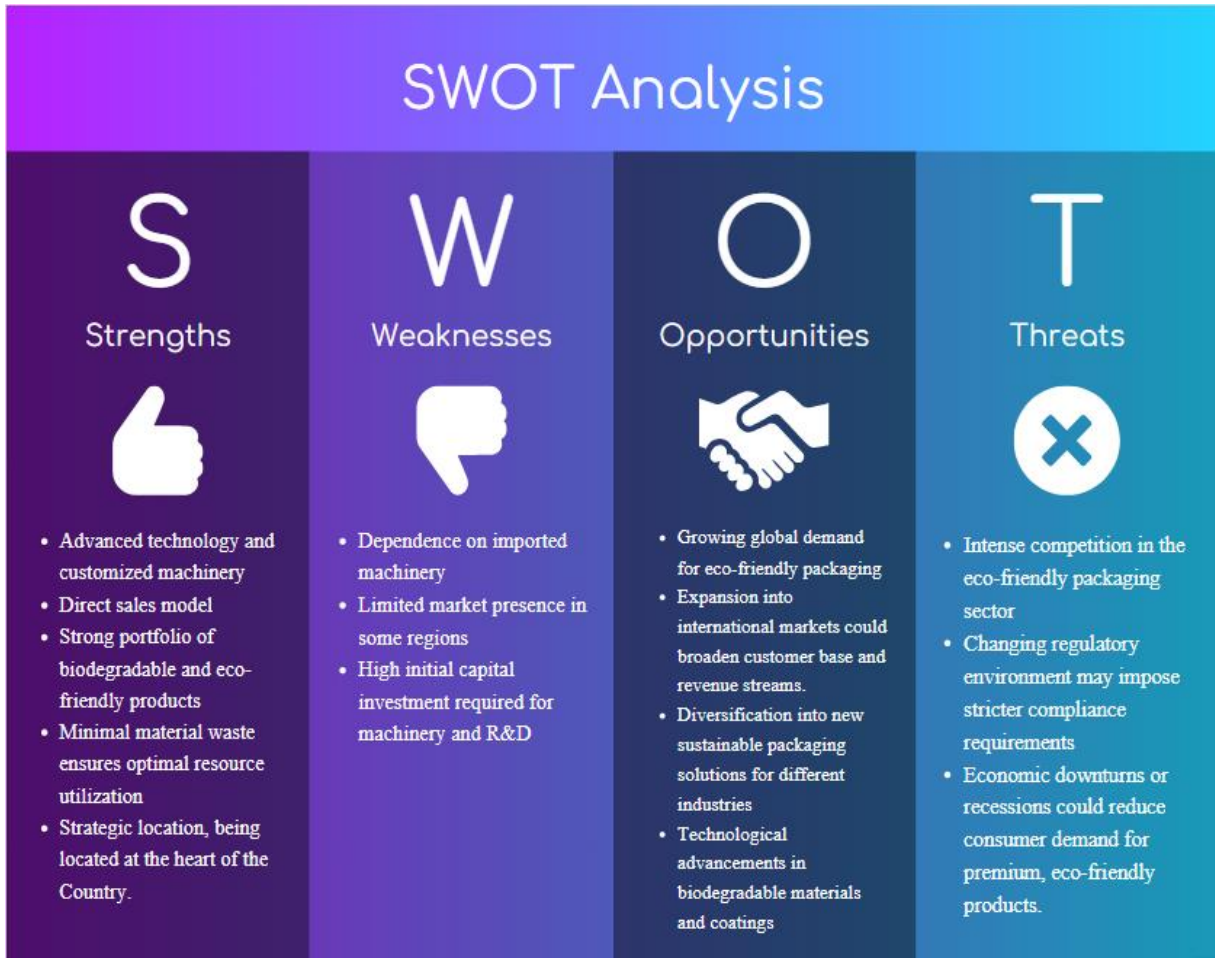 SWOT Analysis
S
Strengths
• Advanced technology and
customized machinery
• Direct sales model
• Strong portfolio of
biodegradable and eco-
friendly products
• Minimal material waste
ensures optimal resource
utilization
• Strategic location, being
located at the heart of the
Country.
W
Weaknesses
• Dependence on imported
machinery
• Limited market presence in
some regions
• High initial capital
investment required for
machinery and R&D
O
Opportunities
• Growing global demand
for eco-friendly packaging
• Expansion into
international markets could
broaden customer base and
revenue streams.
• Diversification into new
sustainable packaging
solutions for different
industries
• Technological
advancements in
biodegradable materials
and coatings
T
Threats
• Intense competition in the
eco-friendly packaging
sector
• Changing regulatory
environment may impose
stricter compliance
requirements
• Economic downturns or
recessions could reduce
consumer demand for
premium, eco-friendly
products.